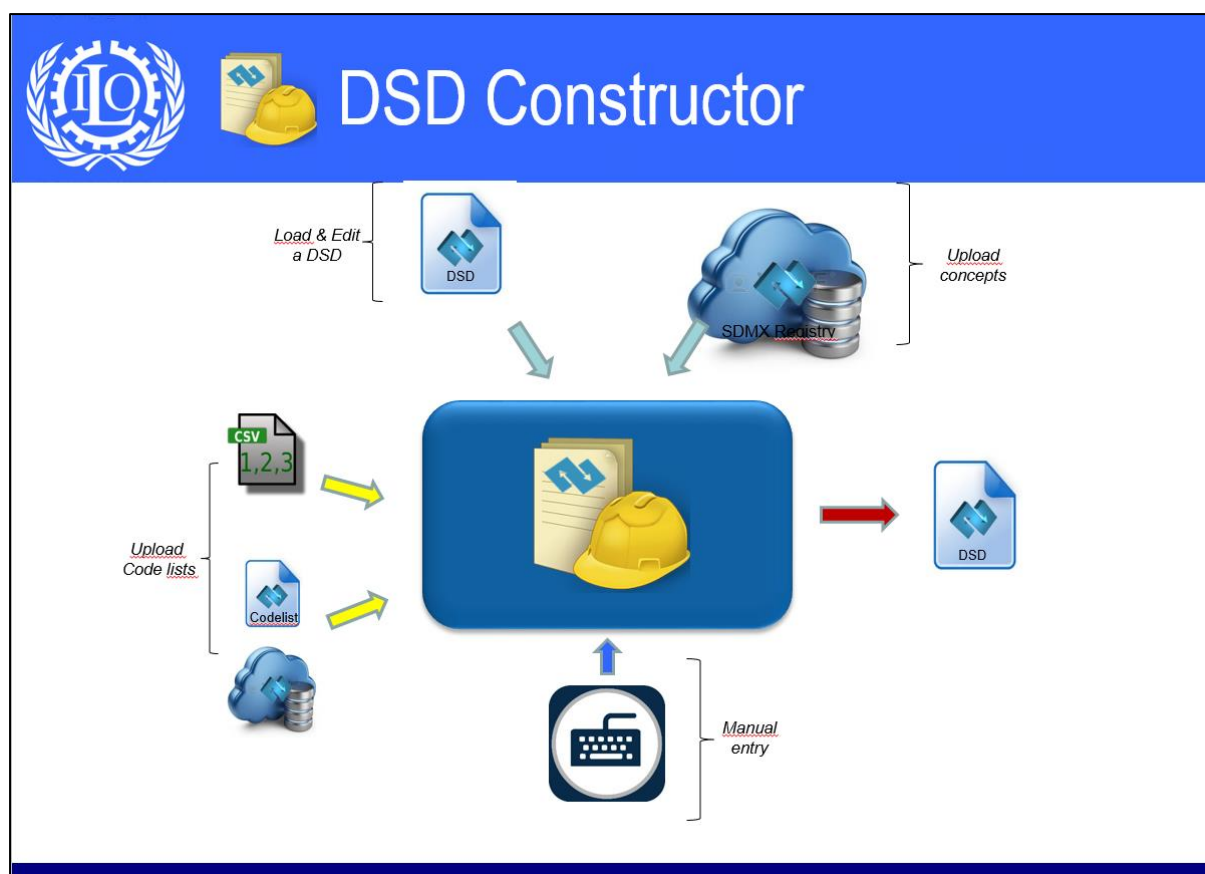 ILO
DSD Constructor
Load & Edit
a DSD
DSD
SDMX Registry
Upload
concepts
CSV
1,2,3
Upload
Code lists
Codelist
DSD
Manual
entry